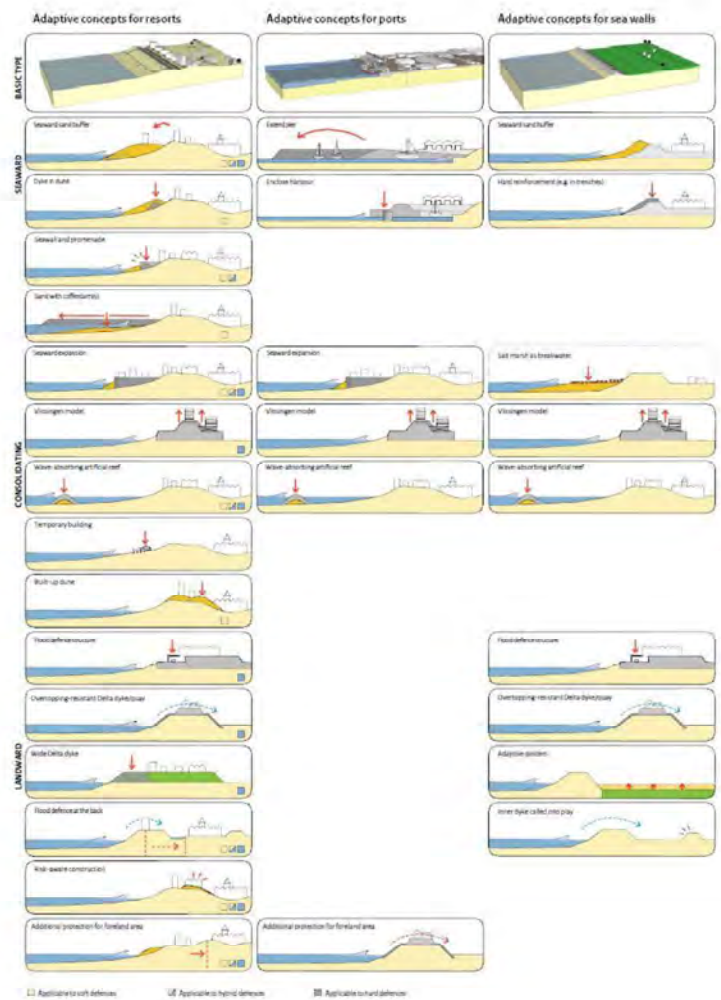 Adaptive concepts for resorts
Adaptive concepts for ports
Adaptive concepts for sea walls
BASIC TYPE
SEAWARD
Seaward sand buffer
Extend pier
Seaward sand buffer
Dyke in dune
Enclose harbour
Hard reinforcement (e.g. in trenches)
Seawall and promenade
Sand with cofferdam(s)
CONSOLIDATING
Seaward expansion
Seaward expansion
Salt marsh as breakwater
Vlissingen model
Vlissingen model
Vlissingen model
Wave-absorbing artificial reef
Wave-absorbing artificial reef
Wave-absorbing artificial reef
Temporary building
Built-up dune
LANDWARD
Flood defence structure
Flood defence structure
Overtopping-resistant Delta dyke/quay
Overtopping-resistant Delta dyke/quay
Wide Delta dyke
Adaptive polders
Flood defence at the back
Inner dyke called into play
Risk-aware construction
Additional protection for foreland area
Additional protection for foreland area
Applicable to soft defences
Applicable to hybrid defences
Applicable to hard defences